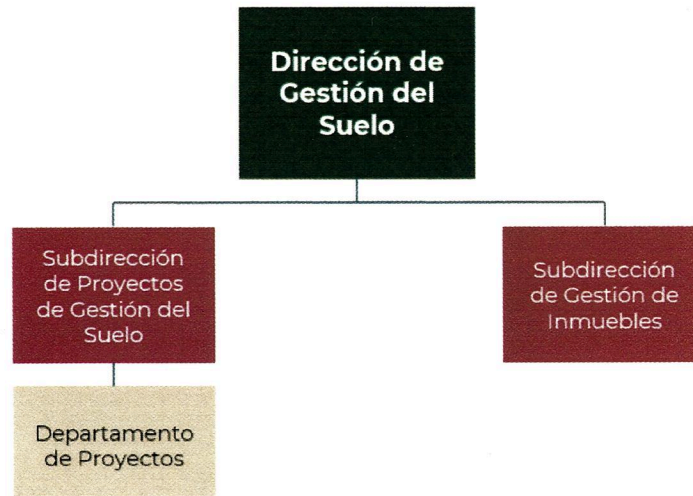 Dirección de
Gestión del
Suelo
Subdirección
de Proyectos
de Gestión del
Suelo
Subdirección
de Gestión de
Inmuebles
Departamento
de Proyectos